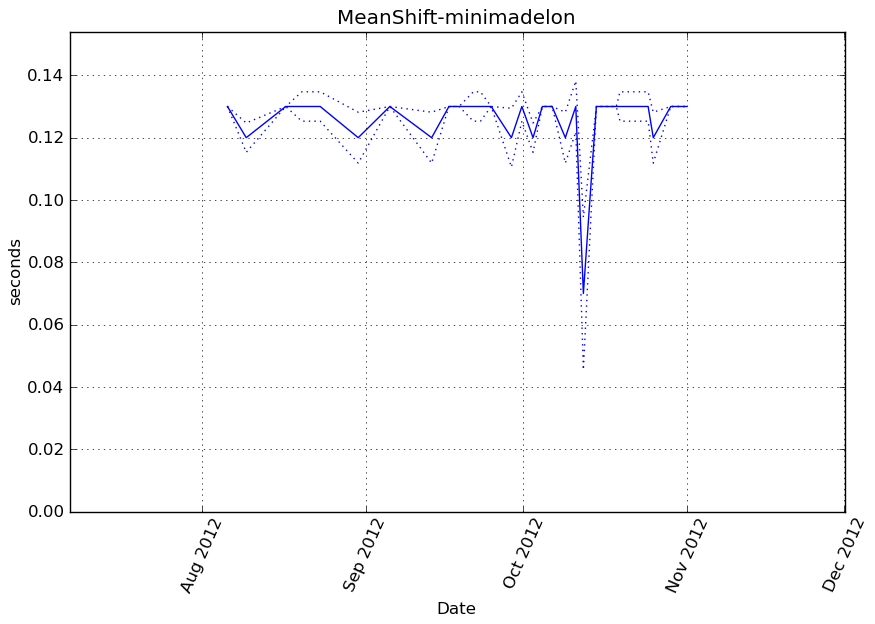 MeanShift-minimadelon
0.14
0.12
0.10
0.08
0.06
0.04
0.02
0.00
seconds
Aug 2012
Sep 2012
Oct 2012
Nov 2012
Dec 2012
Date